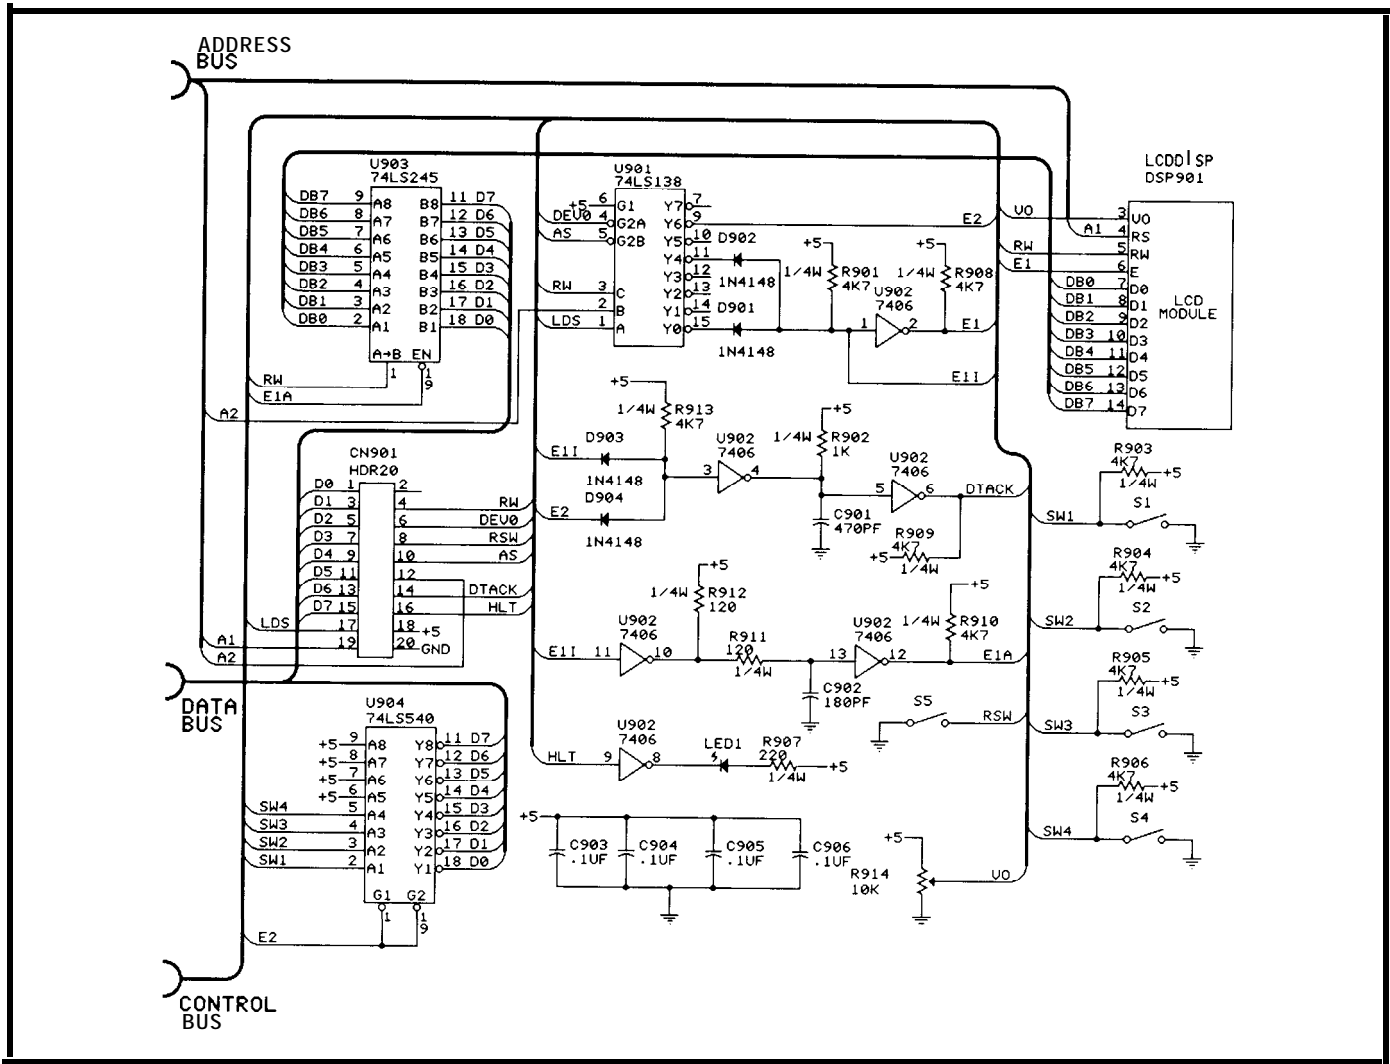 ADDRESS
BUS
U903
74LS245
DB7 9 A8 B8 11 D7
DB6 8 A7 B7 12 D6
DB5 7 A6 B6 13 D5
DB4 6 A5 B5 14 D4
DB3 5 A4 B4 15 D3
DB2 4 A3 B3 16 D2
DB1 3 A2 B2 17 D1
DB0 2 A1 B1 18 D0
A→B EN
1 19
RW
E1A
A2
U901
74LS138
+5 6 G1 Y7 7
DEV0 4 G2A Y6 9 E2
AS 5 G2B Y5 10
Y4 11
Y3 12
RW 3 C Y2 13
2 B Y1 14
LDS 1 A Y0 15
D902
1N4148
D901
1N4148
+5
1/4W R901
4K7
+5
1/4W R908
4K7
U902
7406
1 2 E1
E1I
LCDDISP
DSP901
VO 3 VO
A1 4 RS
RW 5 RW
E1 6 E
DB0 7 D0
DB1 8 D1
DB2 9 D2
DB3 10 D3
DB4 11 D4
DB5 12 D5
DB6 13 D6
DB7 14 D7
LCD
MODULE
+5
1/4W R913
4K7
E1I D903
1N4148
E2 D904
1N4148
U902
7406
3 4
+5
1/4W R902
1K
U902
7406
5 6 DTACK
C901
470PF
R909
4K7
+5
1/4W
CN901
HDR20
D0 1 2
D1 3 4 RW
D2 5 6 DEV0
D3 7 8 RSW
D4 9 10 AS
D5 11 12
D6 13 14 DTACK
D7 15 16 HLT
LDS 17 18 +5
A1 19 20 GND
A2
+5
1/4W R912
120
E1I 11 10
U902
7406
R911
120
1/4W
C902
180PF
U902
7406
13 12 E1A
+5
1/4W R910
4K7
S5
RSW
DATA
BUS
U904
74LS540
+5 9 A8 Y8 11 D7
+5 8 A7 Y7 12 D6
+5 7 A6 Y6 13 D5
+5 6 A5 Y5 14 D4
SW4 5 A4 Y4 15 D3
SW3 4 A3 Y3 16 D2
SW2 3 A2 Y2 17 D1
SW1 2 A1 Y1 18 D0
G1 G2
1 19
E2
U902
7406
HLT 9 8
LED1
R907
220
1/4W
+5
+5
C903
.1UF
C904
.1UF
C905
.1UF
C906
.1UF
+5
R914
10K
VO
R903
4K7
+5
1/4W
SW1
S1
R904
4K7
+5
1/4W
SW2
S2
R905
4K7
+5
1/4W
SW3
S3
R906
4K7
+5
1/4W
SW4
S4
CONTROL
BUS